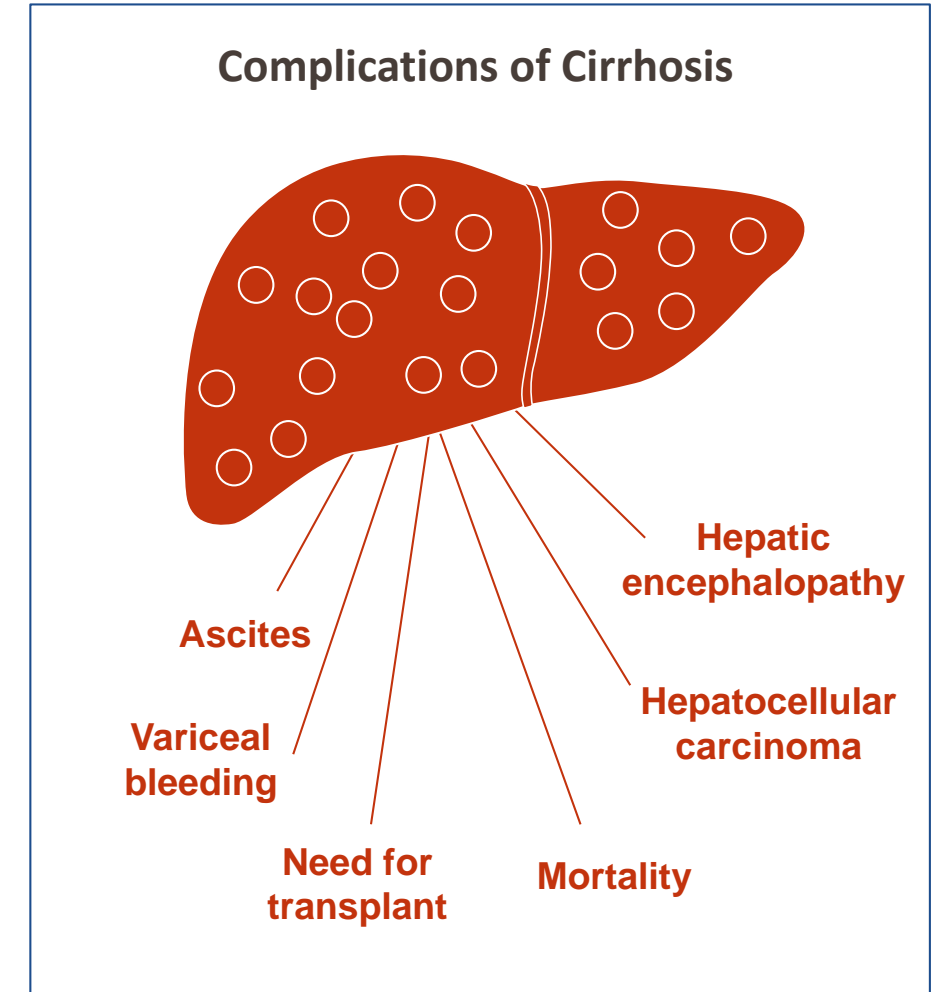 Complications of Cirrhosis
Hepatic
encephalopathy
Ascites
Hepatocellular
carcinoma
Variceal
bleeding
Need for
transplant
Mortality